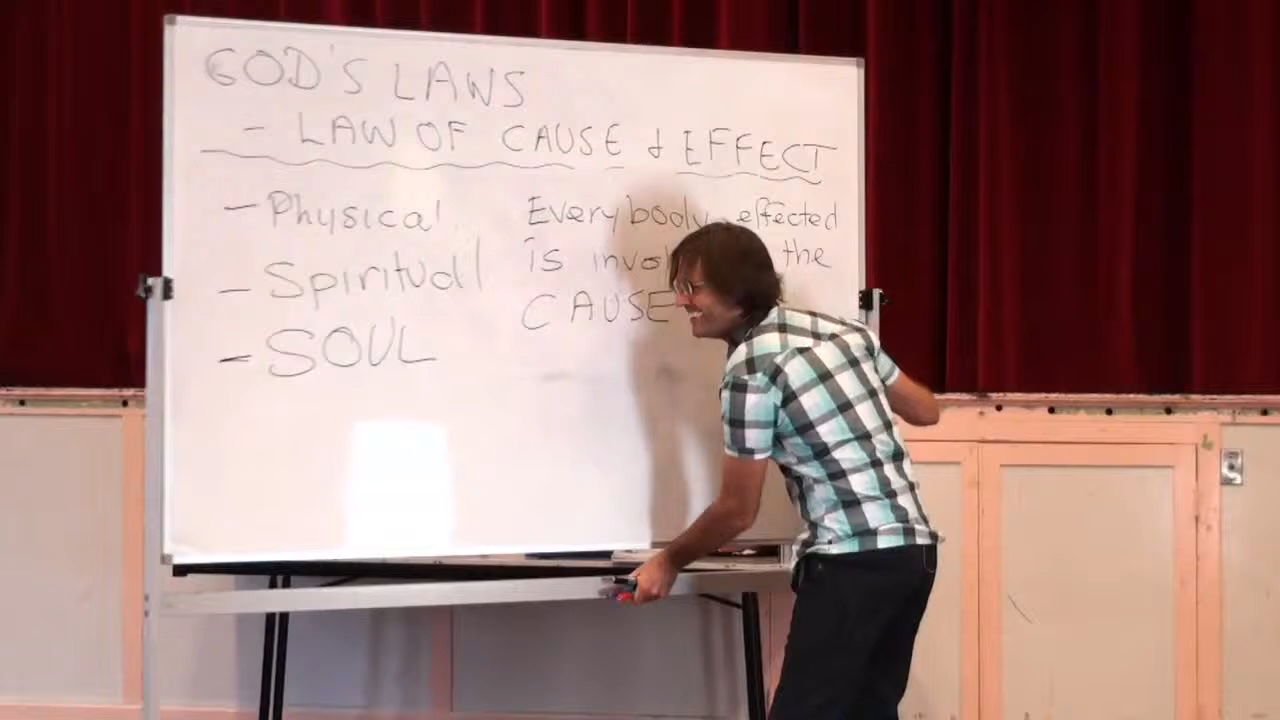 GOD'S LAWS
- LAW OF CAUSE & EFFECT
- Physical
- Spiritual
- SOUL
Everybody effected
is the
CAUSE